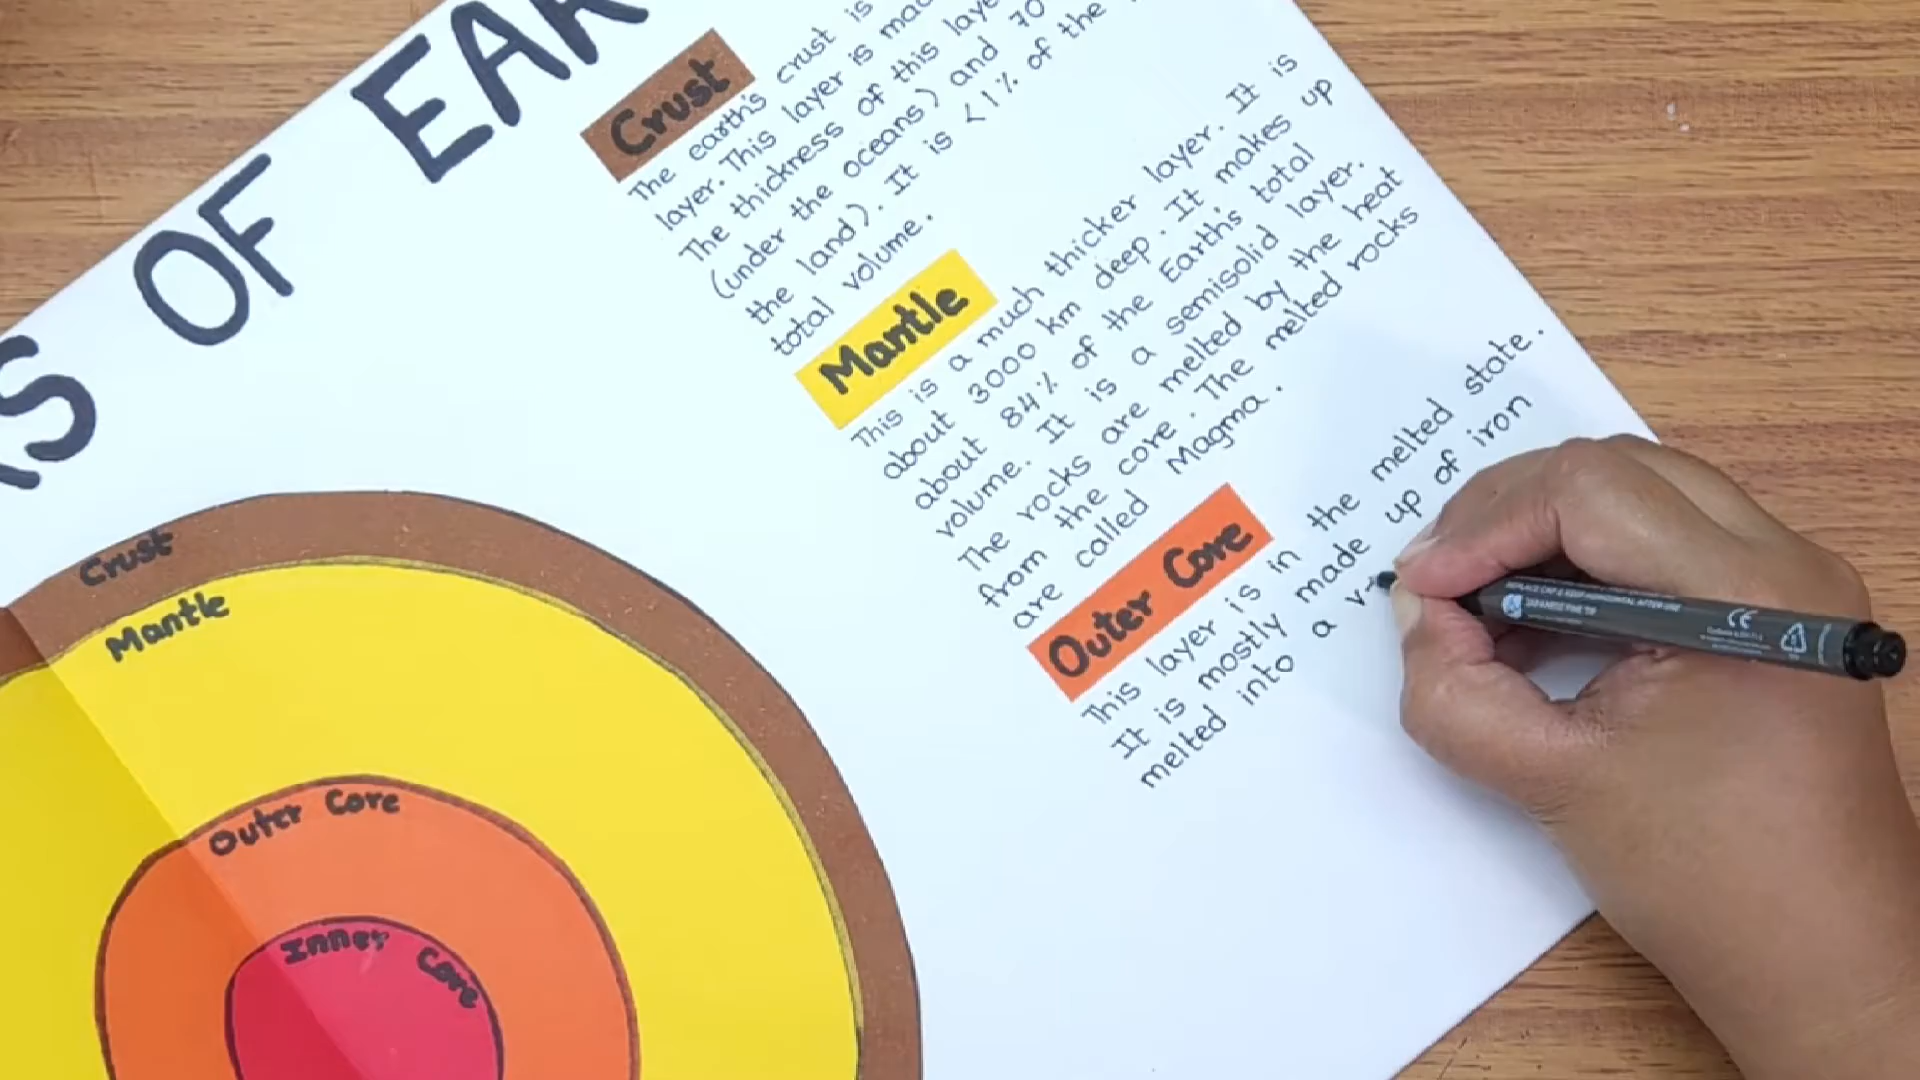 S OF EAR
Crust
The earth's crust is
layer. This layer is mad
The thickness of this laye
(under the oceans) and 70
the land). It is <1% of the
total volume.
Mantle
This is a much thicker layer. It is
about 3000 km deep. It makes up
about 84% of the Earth's total
volume. It is a semisolid layer.
The rocks are melted by the heat
from the core. The melted rocks
are called Magma.
Outer Core
This layer is in the melted state.
It is mostly made up of iron
melted into a v
Crust
Mantle
Outer Core
Inner Core
CE